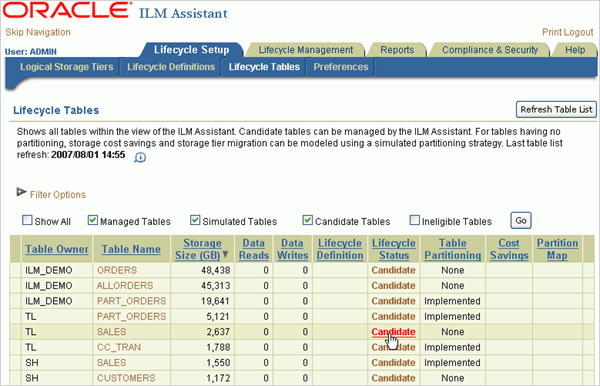 ORACLE ILM Assistant
Skip Navigation Print Logout
User: ADMIN
Lifecycle Setup Lifecycle Management Reports Compliance & Security Help
Logical Storage Tiers Lifecycle Definitions Lifecycle Tables Preferences
Lifecycle Tables Refresh Table List
Shows all tables within the view of the ILM Assistant. Candidate tables can be managed by the ILM Assistant. For tables having no
partitioning, storage cost savings and storage tier migration can be modeled using a simulated partitioning strategy. Last table list
refresh: 2007/08/01 14:55
Filter Options
Show All Managed Tables Simulated Tables Candidate Tables Ineligible Tables Go
Table Owner Table Name Storage Size (GB) Data Reads Data Writes Lifecycle Definition Lifecycle Status Table Partitioning Cost Savings Partition Map
ILM_DEMO ORDERS 48,438 0 0 Candidate None
ILM_DEMO ALLORDERS 45,313 0 0 Candidate None
ILM_DEMO PART_ORDERS 19,641 0 0 Candidate Implemented
TL PART_ORDERS 5,121 0 0 Candidate Implemented
TL SALES 2,637 0 0 Candidate None
TL CC_TRAN 1,788 0 0 Candidate Implemented
SH SALES 1,550 0 0 Candidate Implemented
SH CUSTOMERS 1,172 0 0 Candidate None